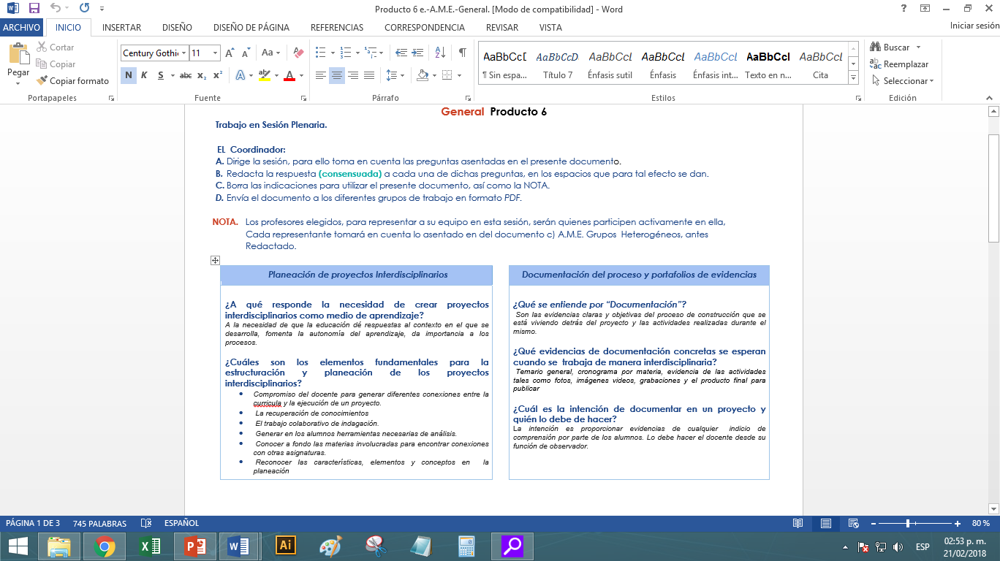 Producto 6 e.-A.M.E.-General. [Modo de compatibilidad] - Word
ARCHIVO INICIO INSERTAR DISEÑO DISEÑO DE PÁGINA REFERENCIAS CORRESPONDENCIA REVISAR VISTA Iniciar sesión
Pegar
Cortar
Copiar
Copiar formato
Portapapeles
Century Gothi 11
N K S abc x₂ x²
Fuente
Párrafo
AaBbCcD AaBbCcD AaBbCcL AaBbCcL AaBbCcL AaBbCcI AaBbCcL
¶ Sin espa... Título 7 Énfasis sutil Énfasis Énfasis int... Texto en n... Cita
Estilos
Buscar
Reemplazar
Seleccionar
Edición
General Producto 6
Trabajo en Sesión Plenaria.
EL Coordinador:
A. Dirige la sesión, para ello toma en cuenta las preguntas asentadas en el presente documento.
B. Redacta la respuesta (consensuada) a cada una de dichas preguntas, en los espacios que para tal efecto se dan.
C. Borra las indicaciones para utilizar el presente documento, así como la NOTA.
D. Envía el documento a los diferentes grupos de trabajo en formato PDF.
NOTA. Los profesores elegidos, para representar a su equipo en esta sesión, serán quienes participen activamente en ella,
Cada representante tomará en cuenta lo asentado en del documento c) A.M.E. Grupos Heterogéneos, antes
Redactado.
Planeación de proyectos Interdisciplinarios
¿A qué responde la necesidad de crear proyectos
interdisciplinarios como medio de aprendizaje?
A la necesidad de que la educación dé respuestas al contexto en el que se
desarrolla, fomenta la autonomía del aprendizaje, da importancia a los
procesos.
¿Cuáles son los elementos fundamentales para la
estructuración y planeación de los proyectos
interdisciplinarios?
• Compromiso del docente para generar diferentes conexiones entre la
curricula y la ejecución de un proyecto.
• La recuperación de conocimientos
• El trabajo colaborativo de indagación.
• Generar en los alumnos herramientas necesarias de análisis.
• Conocer a fondo las materias involucradas para encontrar conexiones
con otras asignaturas.
• Reconocer las características, elementos y conceptos en la
planeación
Documentación del proceso y portafolios de evidencias
¿Qué se entiende por “Documentación”?
Son las evidencias claras y objetivas del proceso de construcción que se
está viviendo detrás del proyecto y las actividades realizadas durante el
mismo.
¿Qué evidencias de documentación concretas se esperan
cuando se trabaja de manera interdisciplinaria?
Temario general, cronograma por materia, evidencia de las actividades
tales como fotos, imágenes videos, grabaciones y el producto final para
publicar
¿Cuál es la intención de documentar en un proyecto y
quién lo debe de hacer?
La intención es proporcionar evidencias de cualquier indicio de
comprensión por parte de los alumnos. Lo debe hacer el docente desde su
función de observador.
PÁGINA 1 DE 3 745 PALABRAS ESPAÑOL 80 %
ESP
02:53 p. m.
21/02/2018